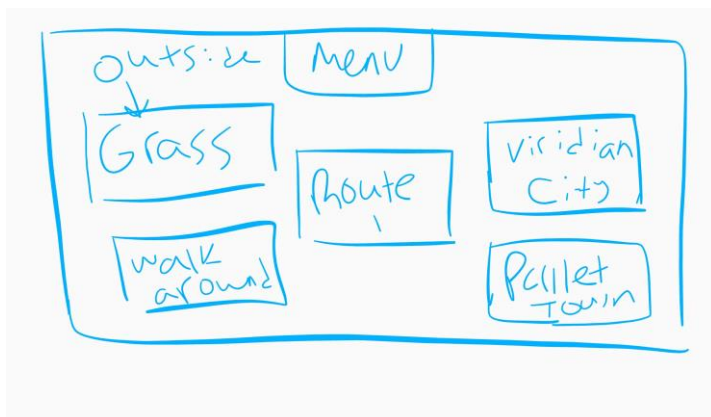 Outside
Menu
Grass
Route
1
Viridian
City
Walk
around
Pallet
Town